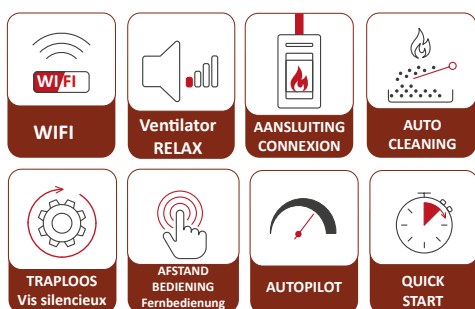 WI/FI
WIFI
Ventilator
RELAX
AANSLUITING
CONNEXION
AUTO
CLEANING
TRAPLOOS
Vis silencieux
AFSTAND
BEDIENING
Fernbedienung
AUTOPILOT
QUICK
START